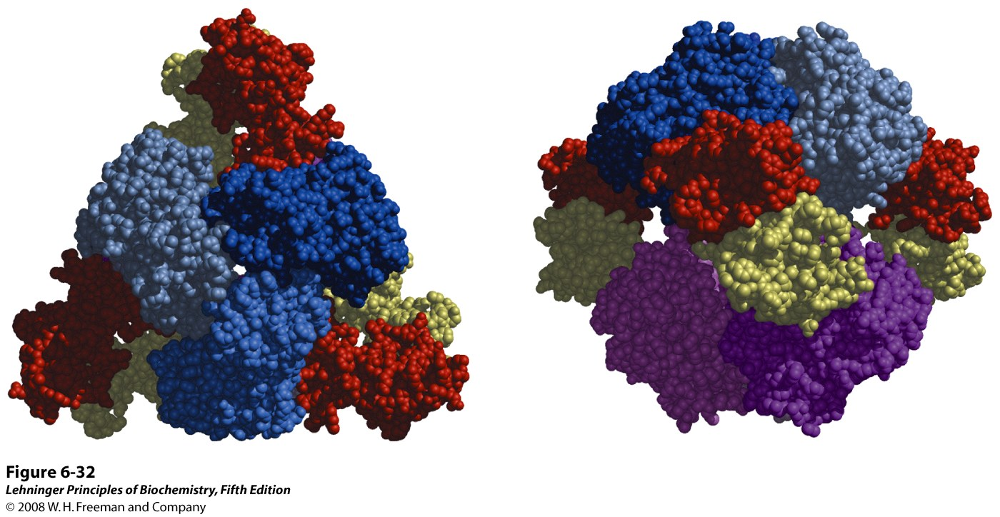 Figure 6-32
Lehninger Principles of Biochemistry, Fifth Edition
© 2008 W. H. Freeman and Company